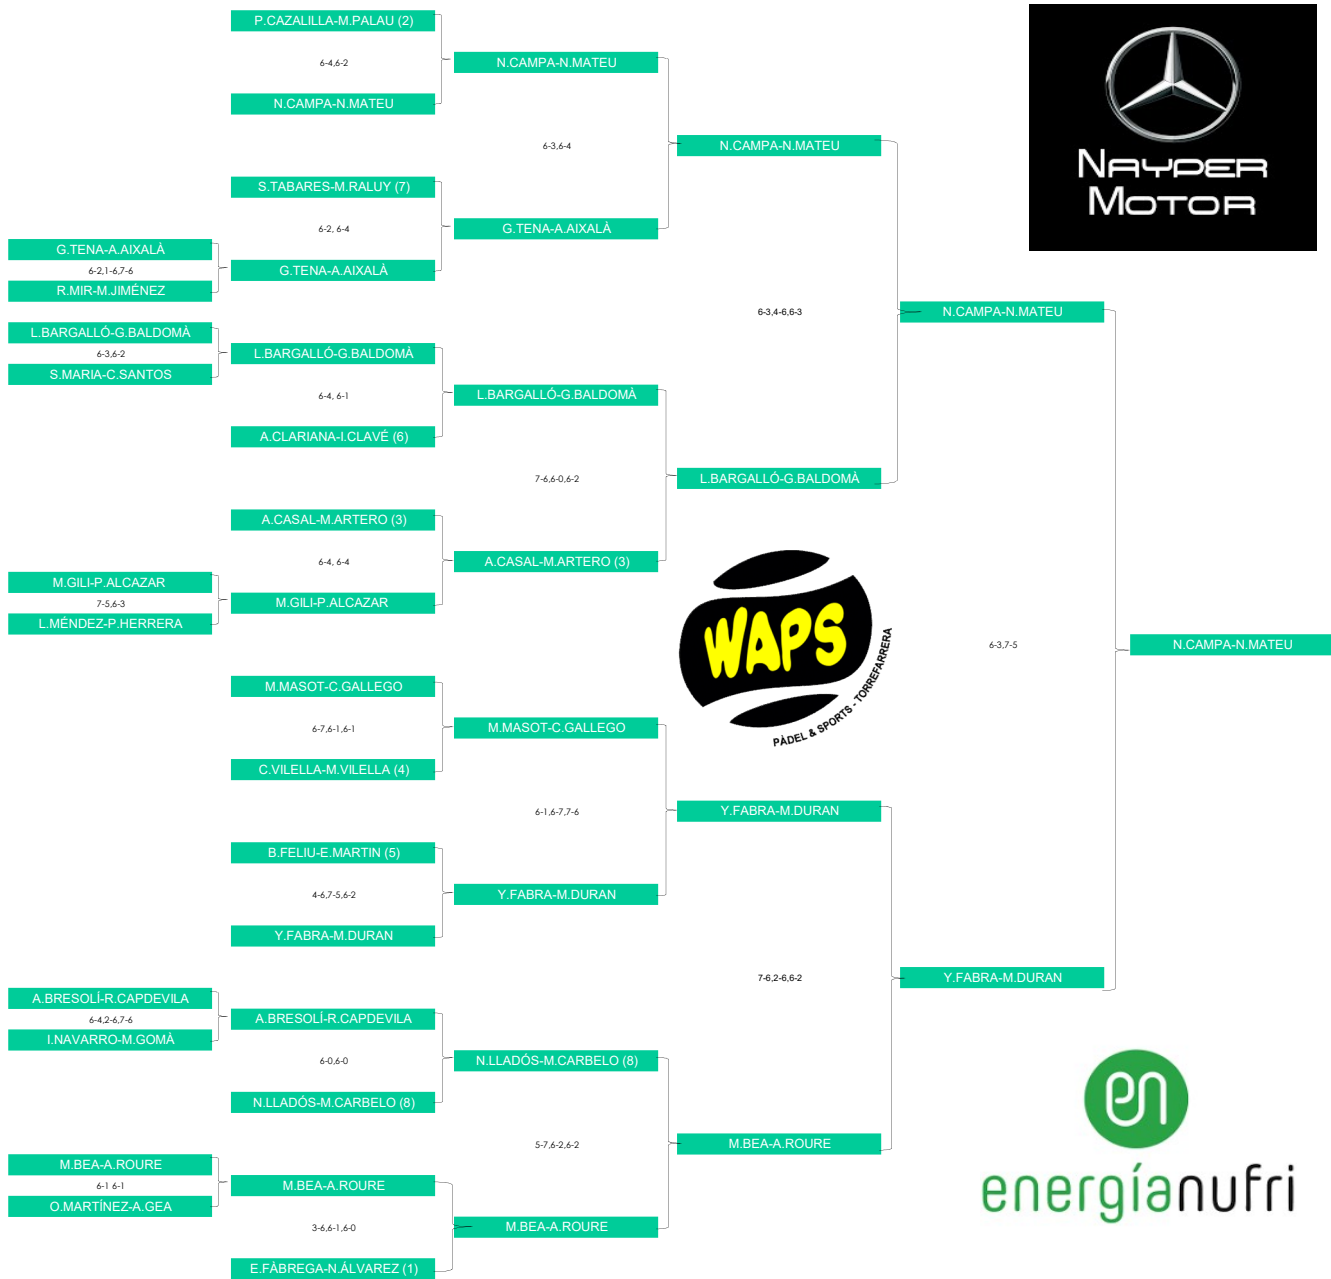 P.CAZALILLA-M.PALAU (2)
6-4,6-2
N.CAMPA-N.MATEU
N.CAMPA-N.MATEU
6-3,6-4
N.CAMPA-N.MATEU
S.TABARES-M.RALUY (7)
6-2, 6-4
G.TENA-A.AIXALÀ
G.TENA-A.AIXALÀ
6-2,1-6,7-6
R.MIR-M.JIMÉNEZ
G.TENA-A.AIXALÀ
6-3,4-6,6-3
N.CAMPA-N.MATEU
L.BARGALLÓ-G.BALDOMÀ
6-3,6-2
S.MARIA-C.SANTOS
L.BARGALLÓ-G.BALDOMÀ
6-4, 6-1
A.CLARIANA-I.CLAVÉ (6)
L.BARGALLÓ-G.BALDOMÀ
7-6,6-0,6-2
L.BARGALLÓ-G.BALDOMÀ
A.CASAL-M.ARTERO (3)
6-4, 6-4
A.CASAL-M.ARTERO (3)
M.GILI-P.ALCAZAR
7-5,6-3
L.MÉNDEZ-P.HERRERA
M.GILI-P.ALCAZAR
6-3,7-5
N.CAMPA-N.MATEU
M.MASOT-C.GALLEGO
6-7,6-1,6-1
C.VILELLA-M.VILELLA (4)
M.MASOT-C.GALLEGO
6-1,6-7,7-6
Y.FABRA-M.DURAN
B.FELIU-E.MARTIN (5)
4-6,7-5,6-2
Y.FABRA-M.DURAN
Y.FABRA-M.DURAN
7-6,2-6,6-2
Y.FABRA-M.DURAN
A.BRESOLÍ-R.CAPDEVILA
6-4,2-6,7-6
I.NAVARRO-M.GOMÀ
A.BRESOLÍ-R.CAPDEVILA
6-0,6-0
N.LLADÓS-M.CARBELO (8)
N.LLADÓS-M.CARBELO (8)
5-7,6-2,6-2
M.BEA-A.ROURE
M.BEA-A.ROURE
6-1 6-1
O.MARTÍNEZ-A.GEA
M.BEA-A.ROURE
3-6,6-1,6-0
M.BEA-A.ROURE
E.FÀBREGA-N.ÁLVAREZ (1)
NAYPER
MOTOR
WAPS
PÀDEL & SPORTS - TORREFARRERA
en
energíanufri